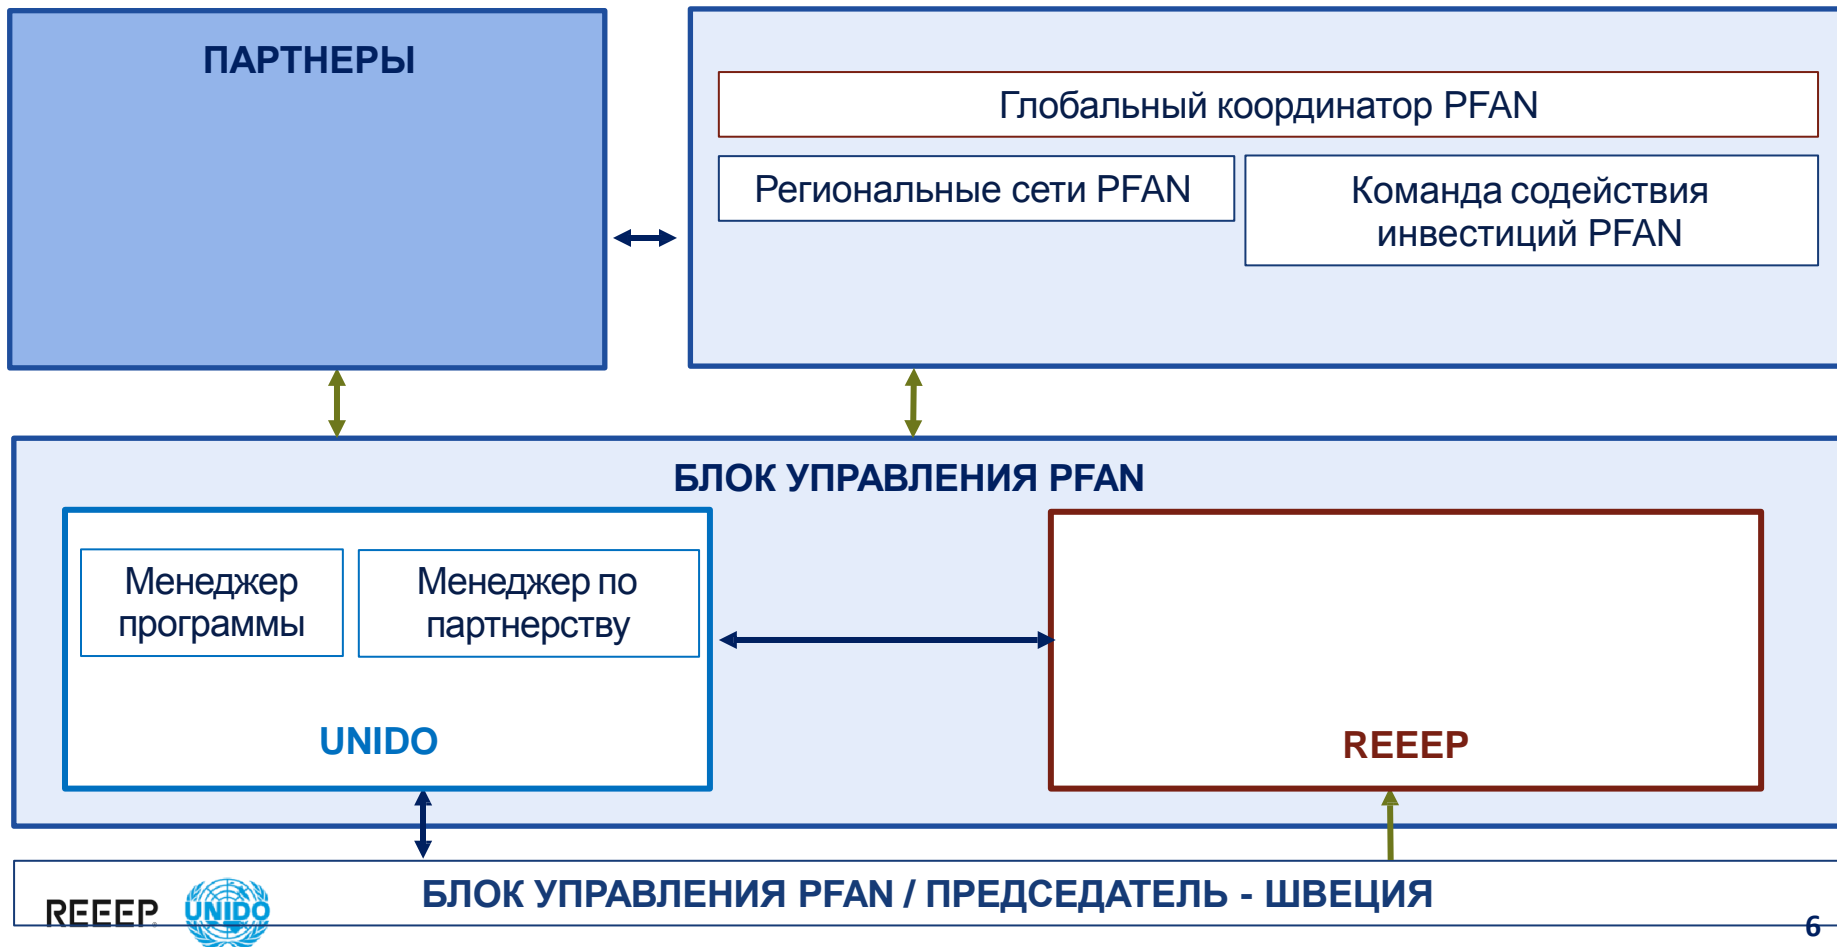 ПАРТНЕРЫ
Глобальный координатор PFAN
Региональные сети PFAN
Команда содействия
инвестиций PFAN
БЛОК УПРАВЛЕНИЯ PFAN
Менеджер
программы
Менеджер по
партнерству
UNIDO
REEEP
БЛОК УПРАВЛЕНИЯ PFAN / ПРЕДСЕДАТЕЛЬ - ШВЕЦИЯ
REEEP
UNIDO
6